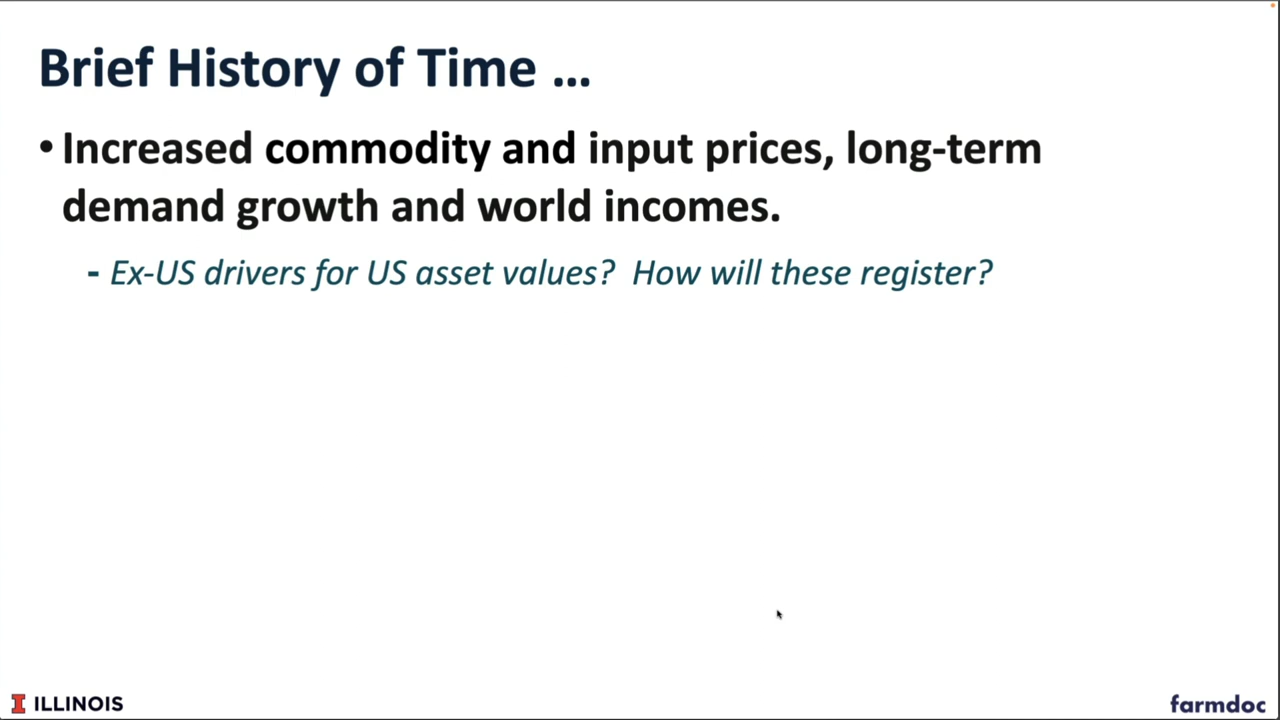 Brief History of Time ...
• Increased commodity and input prices, long-term
demand growth and world incomes.
- Ex-US drivers for US asset values? How will these register?
I ILLINOIS
farmdoc